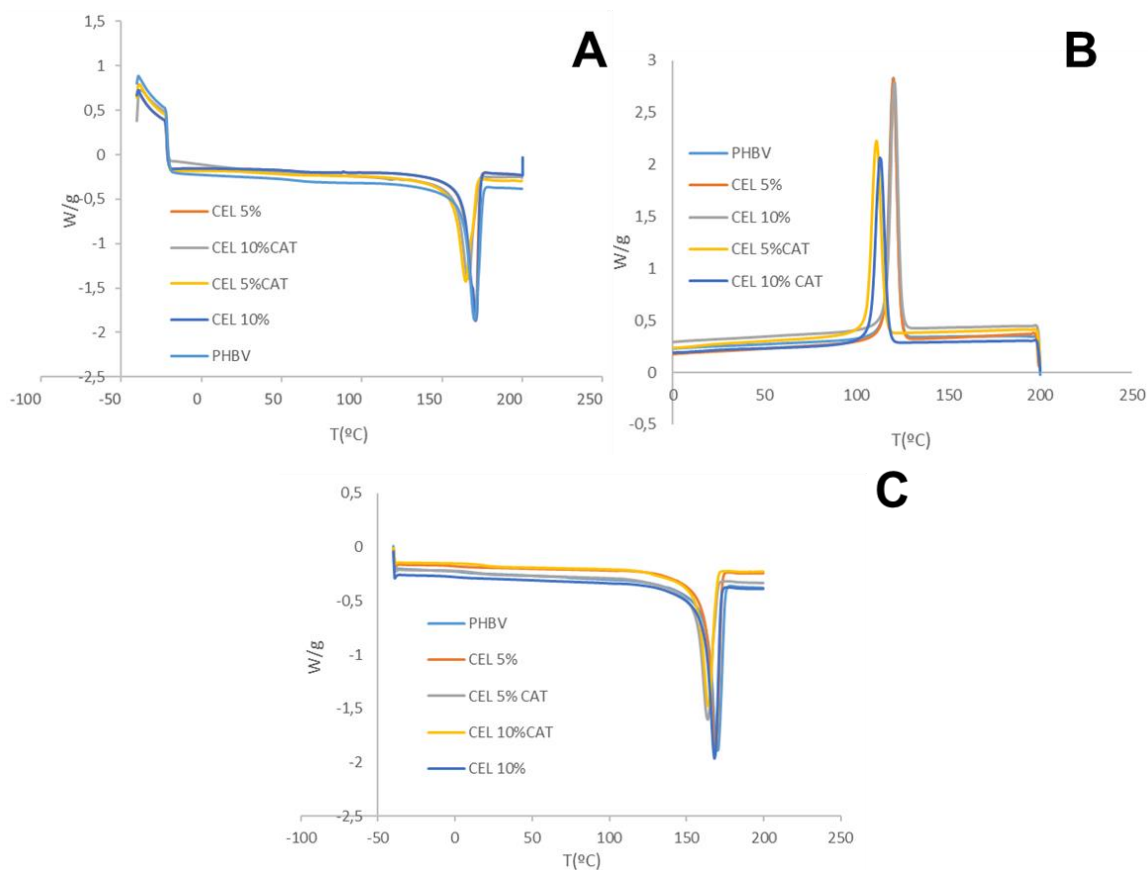 A
1,5
1
0,5
0
-0,5
-1
-1,5
-2
-2,5
W/g
CEL 5%
CEL 10%CAT
CEL 5%CAT
CEL 10%
PHBV
-100 -50 0 50 100 150 200 250
T(ºC)
B
3
2,5
2
1,5
1
0,5
0
-0,5
W/g
PHBV
CEL 5%
CEL 10%
CEL 5%CAT
CEL 10% CAT
0 50 100 150 200 250
T(ºC)
C
0,5
0
-0,5
-1
-1,5
-2
-2,5
W/g
PHBV
CEL 5%
CEL 5% CAT
CEL 10%CAT
CEL 10%
-100 -50 0 50 100 150 200 250
T(ºC)